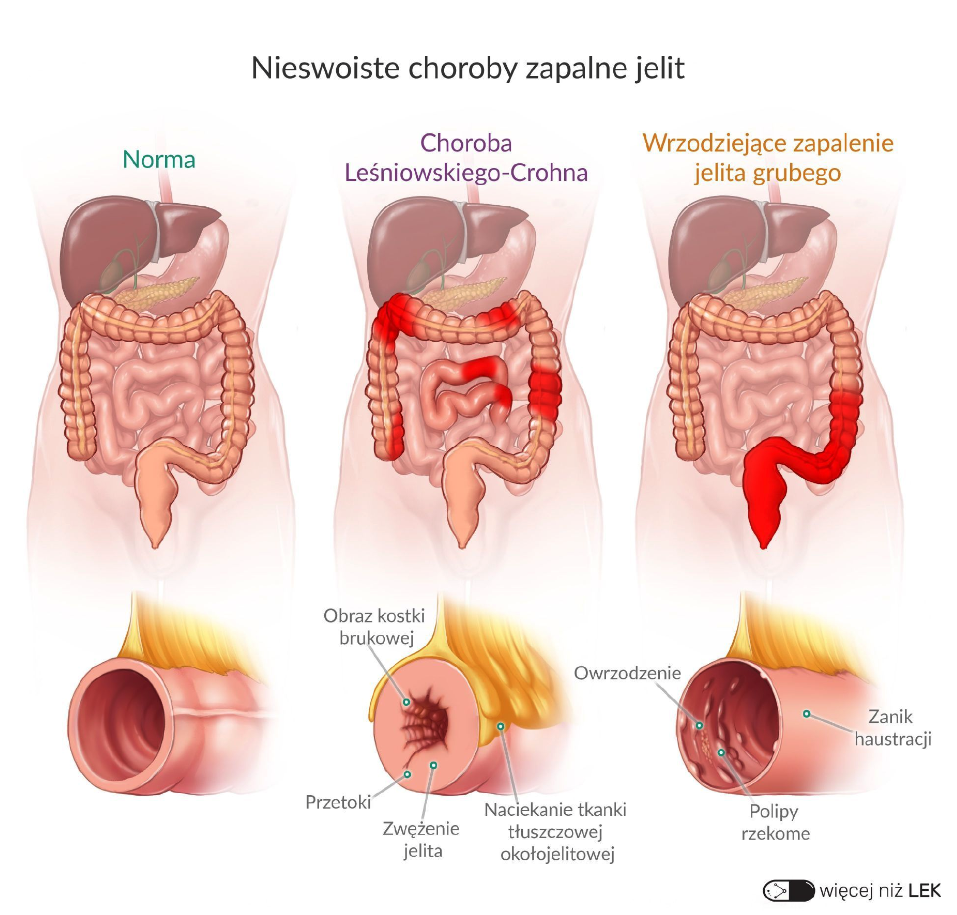 Nieswoiste choroby zapalne jelit
Norma
Choroba
Leśniowskiego-Crohna
Wrzodziejące zapalenie
jelita grubego
Obraz kostki
brukowej
Przetoki
Zwężenie
jelita
Naciekanie tkanki
tłuszczowej
okołojelitowej
Owrzodzenie
Zanik
haustracji
Polipy
rzekome
więcej niż LEK